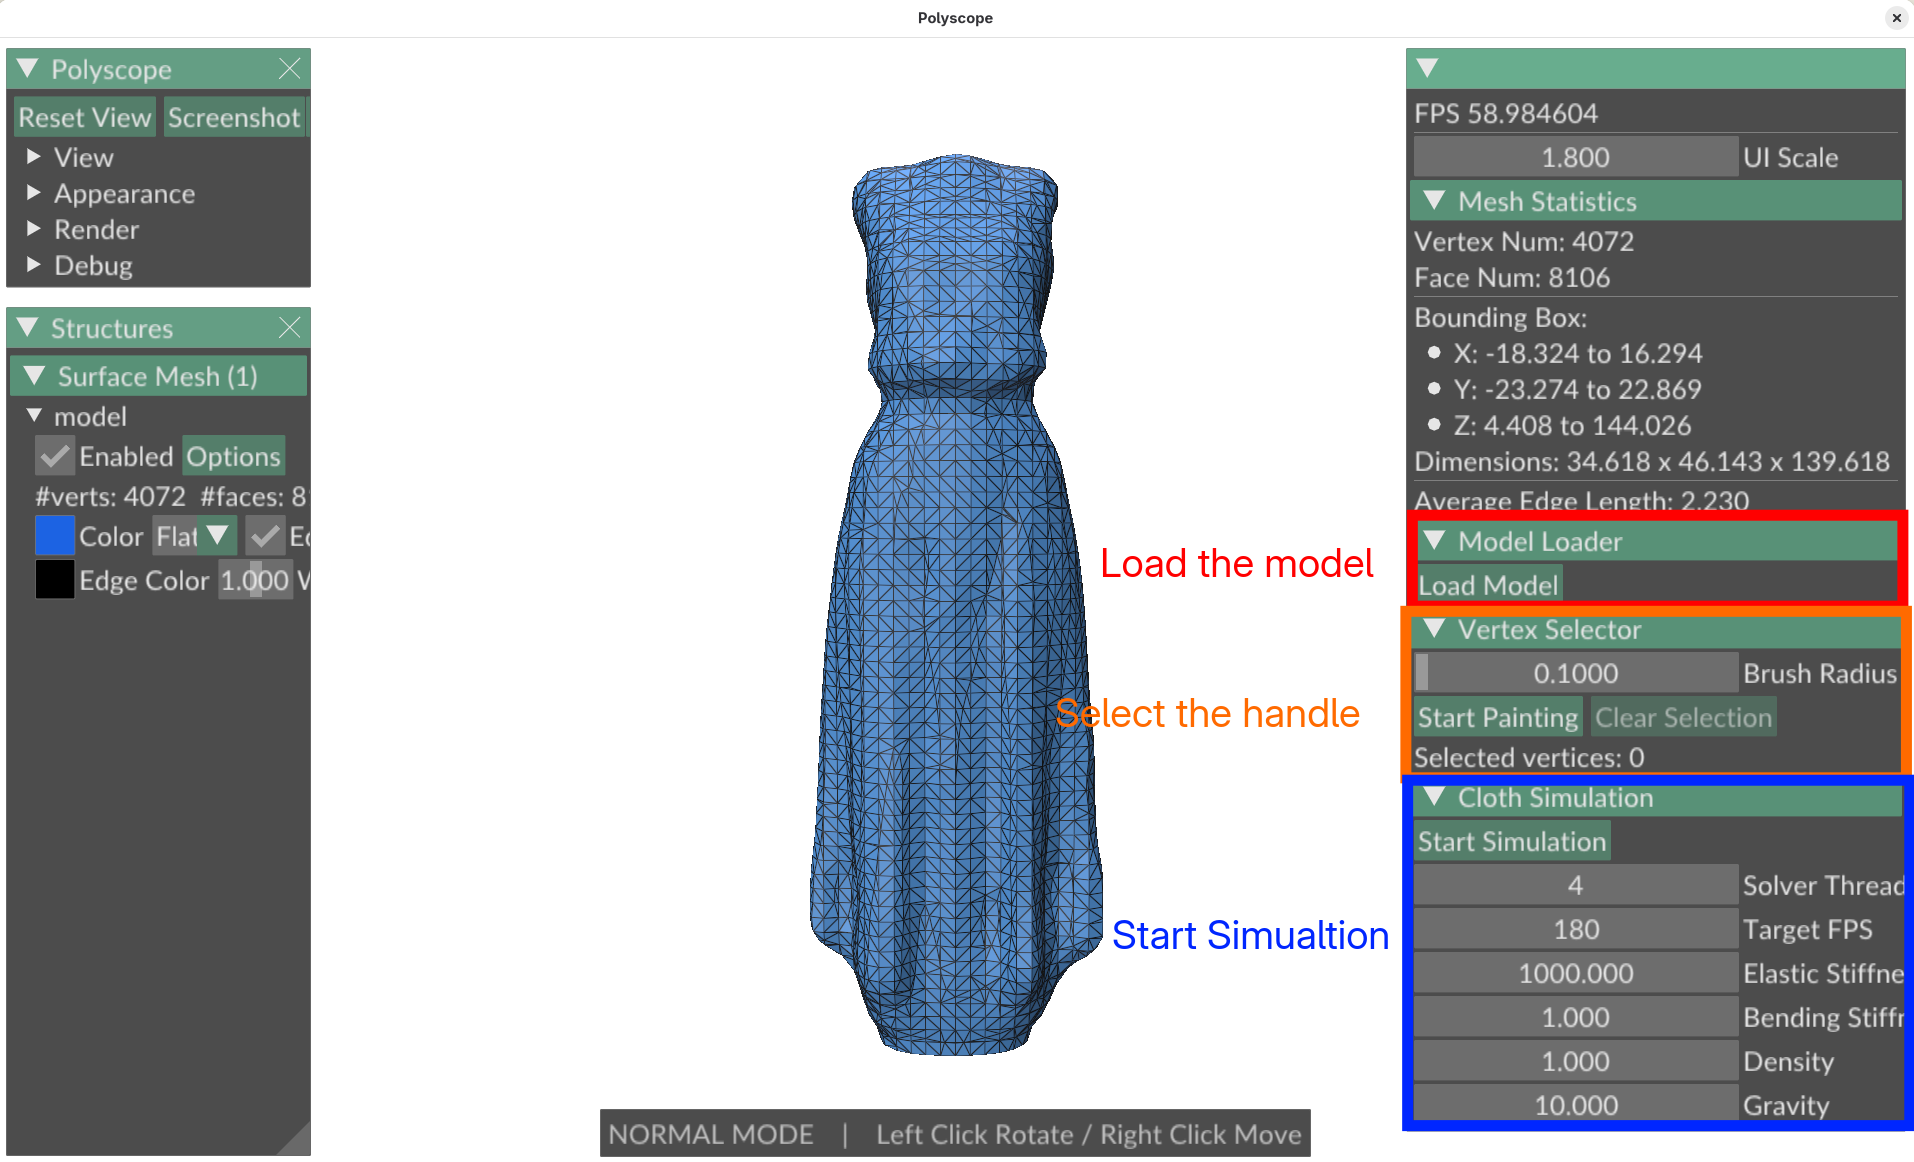 Polyscope
Polyscope
Reset View Screenshot
View
Appearance
Render
Debug
Structures
Surface Mesh (1)
model
Enabled Options
#verts: 4072 #faces: 8
Color Flat
Edge Color 1.000
FPS 58.984604
1.800 UI Scale
Mesh Statistics
Vertex Num: 4072
Face Num: 8106
Bounding Box:
X: -18.324 to 16.294
Y: -23.274 to 22.869
Z: 4.408 to 144.026
Dimensions: 34.618 x 46.143 x 139.618
Average Edge Length: 2.230
Model Loader
Load the model
Load Model
Vertex Selector
0.1000 Brush Radius
Select the handle
Start Painting Clear Selection
Selected vertices: 0
Cloth Simulation
Start Simulation
4 Solver Thread
180 Target FPS
Start Simualtion
1000.000 Elastic Stiffne
1.000 Bending Stiff
1.000 Density
10.000 Gravity
NORMAL MODE | Left Click Rotate / Right Click Move